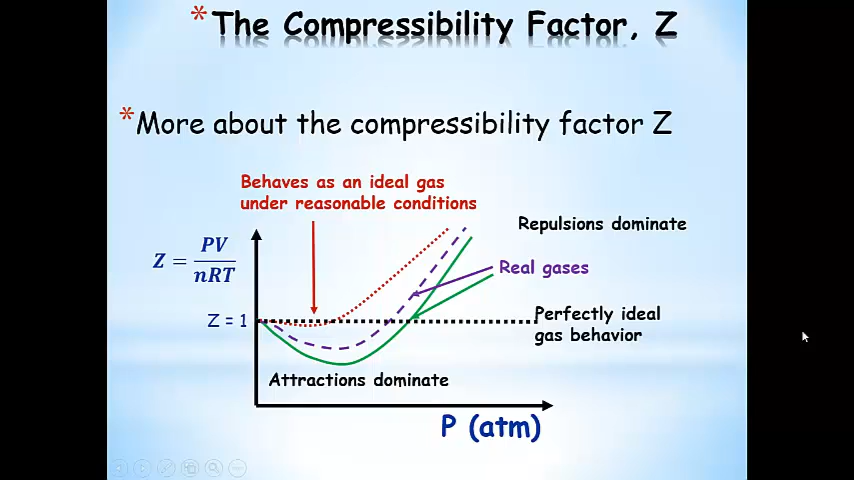 *The Compressibility Factor, Z
*More about the compressibility factor Z
Behaves as an ideal gas
under reasonable conditions
Repulsions dominate
Z = PV/nRT
Real gases
Z = 1
Perfectly ideal
gas behavior
Attractions dominate
P (atm)